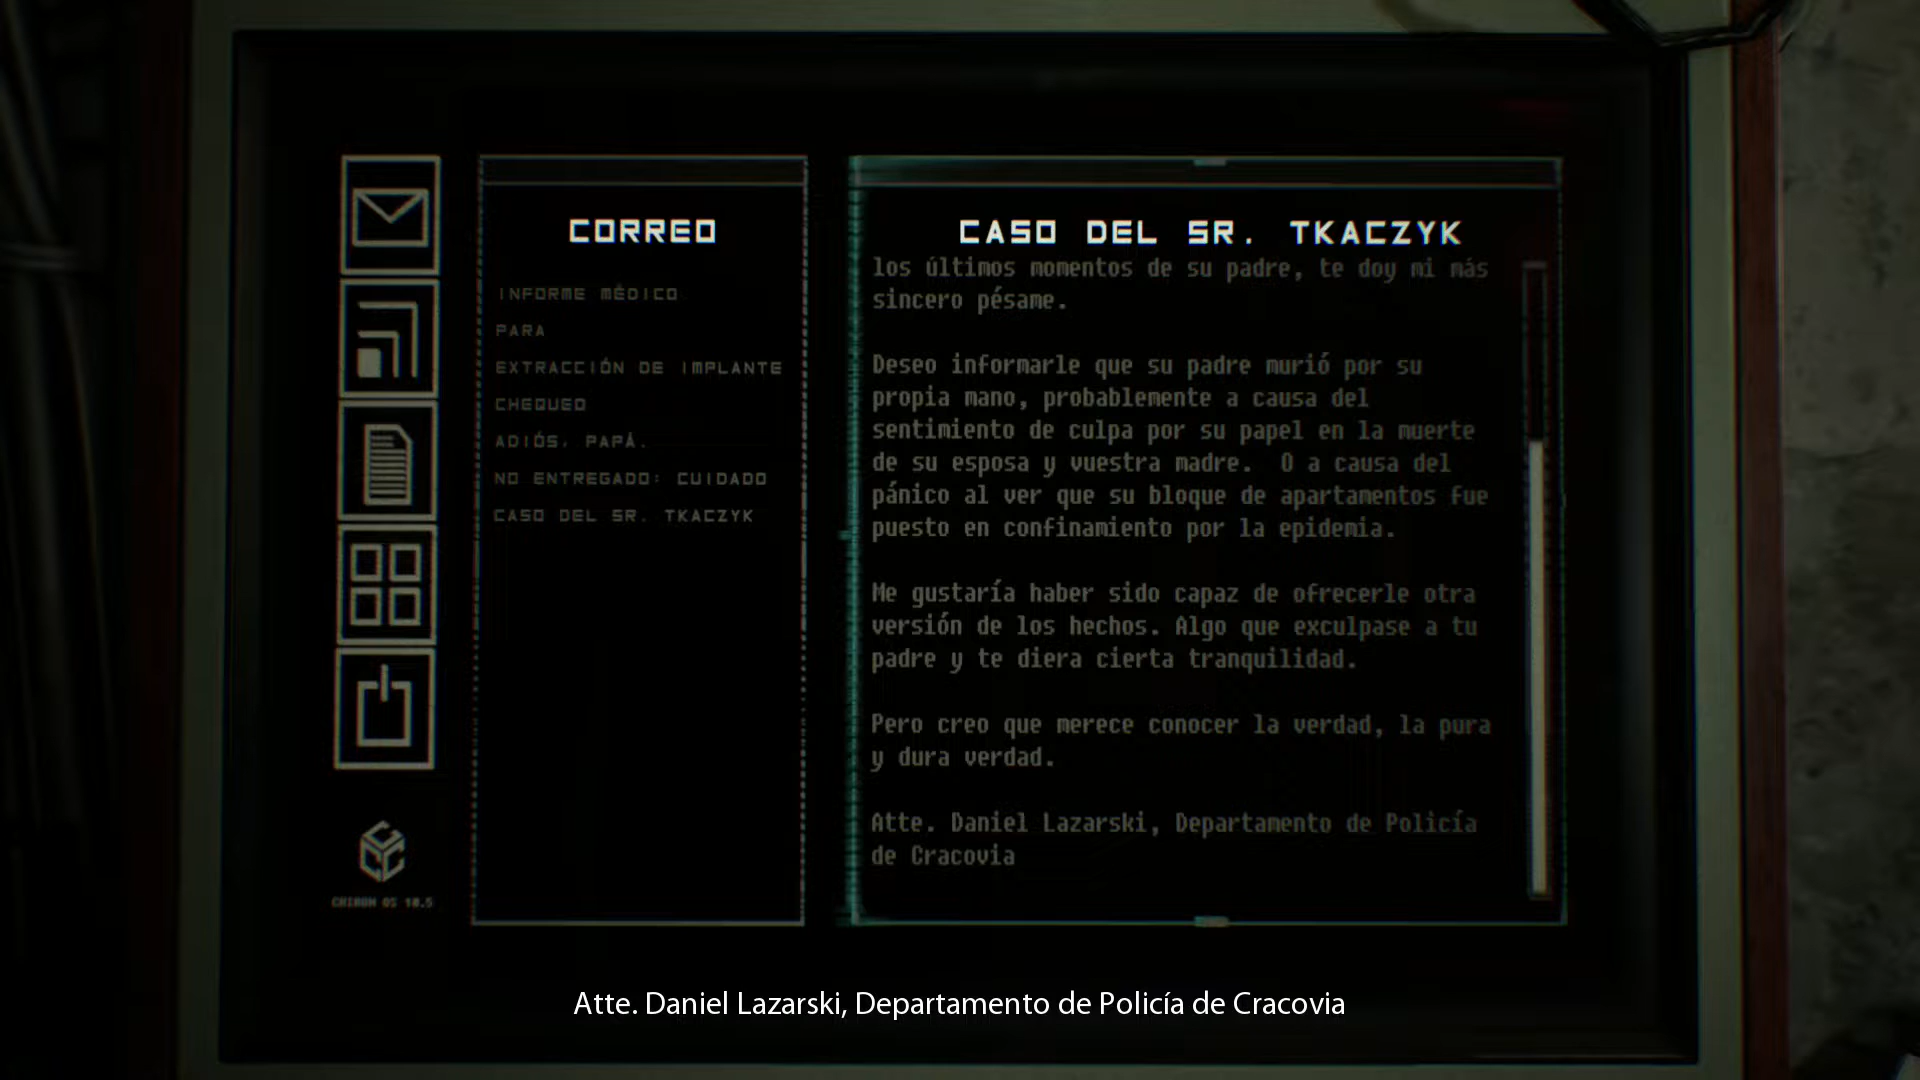 CORREO
INFORME MÉDICO
PARA
EXTRACCIÓN DE IMPLANTE
CHEQUEO
ADIÓS, PAPÁ.
NO ENTREGADO: CUIDADO
CASO DEL SR. TKACZYK
CHIRON OS 10.5
CASO DEL SR. TKACZYK
los últimos momentos de su padre, te doy mi más
sincero pésame.
Deseo informarle que su padre murió por su
propia mano, probablemente a causa del
sentimiento de culpa por su papel en la muerte
de su esposa y vuestra madre.  O a causa del
pánico al ver que su bloque de apartamentos fue
puesto en confinamiento por la epidemia.
Me gustaría haber sido capaz de ofrecerle otra
versión de los hechos. Algo que exculpase a tu
padre y te diera cierta tranquilidad.
Pero creo que merece conocer la verdad, la pura
y dura verdad.
Atte. Daniel Lazarski, Departamento de Policía
de Cracovia
Atte. Daniel Lazarski, Departamento de Policía de Cracovia